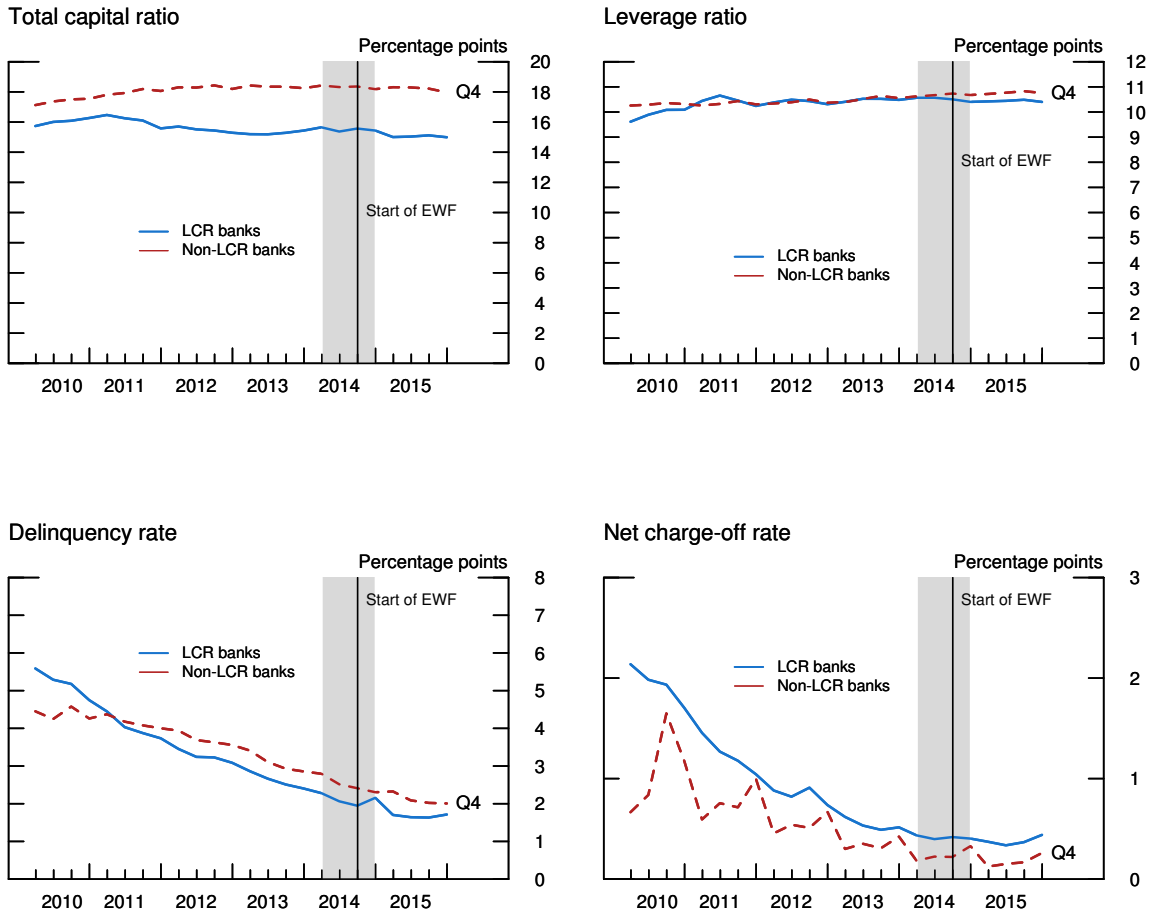 Total capital ratio
Percentage points
20
18
16
14
12
10
8
6
4
2
0
Q4
Start of EWF
LCR banks
Non-LCR banks
2010 2011 2012 2013 2014 2015
Leverage ratio
Percentage points
12
11
10
9
8
7
6
5
4
3
2
1
0
Q4
Start of EWF
LCR banks
Non-LCR banks
2010 2011 2012 2013 2014 2015
Delinquency rate
Percentage points
8
7
6
5
4
3
2
1
0
Start of EWF
LCR banks
Non-LCR banks
Q4
2010 2011 2012 2013 2014 2015
Net charge-off rate
Percentage points
3
2
1
0
Start of EWF
LCR banks
Non-LCR banks
Q4
2010 2011 2012 2013 2014 2015